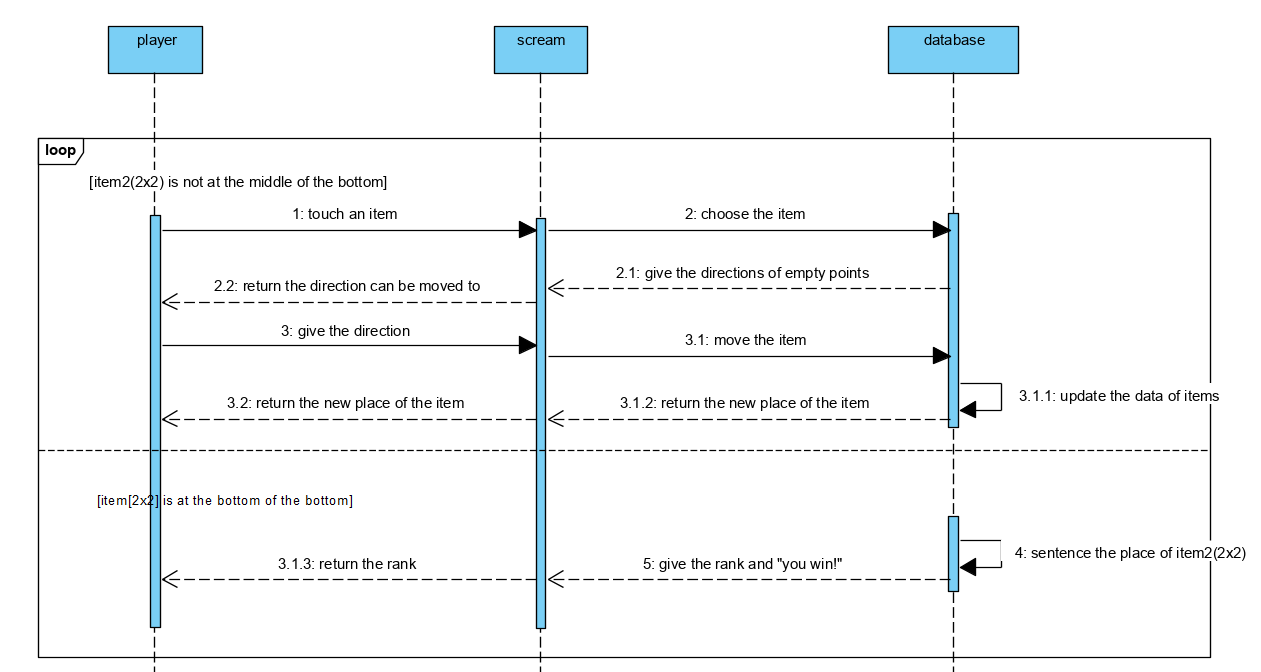 player
scream
database
loop
[item2(2x2) is not at the middle of the bottom]
1: touch an item
2: choose the item
2.1: give the directions of empty points
2.2: return the direction can be moved to
3: give the direction
3.1: move the item
3.1.1: update the data of items
3.2: return the new place of the item
3.1.2: return the new place of the item
[item[2x2] is at the bottom of the bottom]
4: sentence the place of item2(2x2)
3.1.3: return the rank
5: give the rank and "you win!"